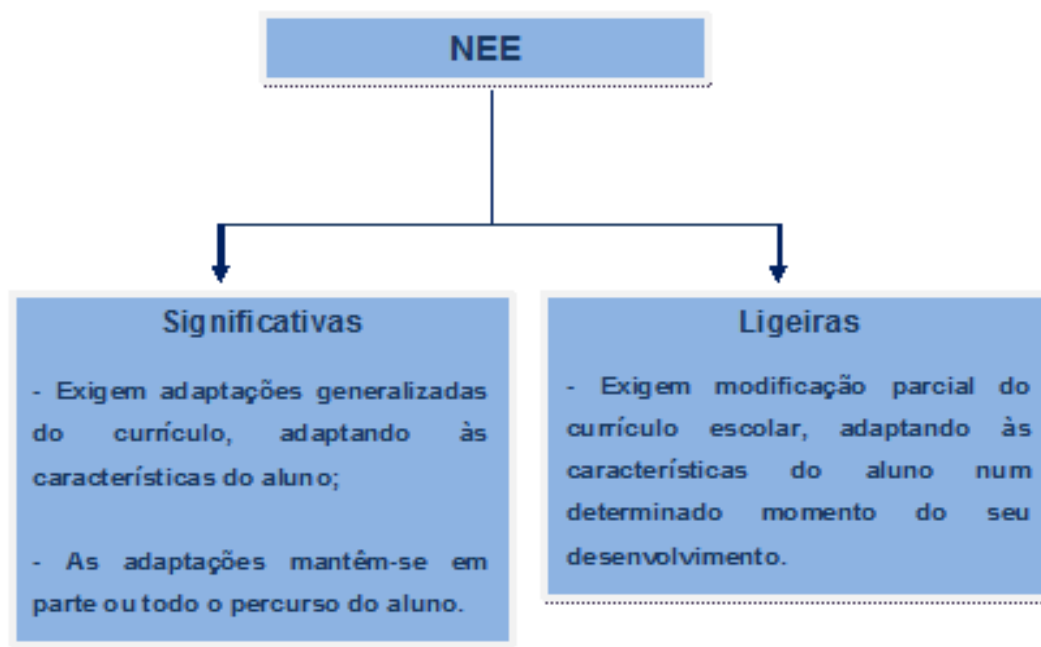 NEE
Significativas
- Exigem adaptações generalizadas
do currículo, adaptando às
características do aluno;
- As adaptações mantêm-se em
parte ou todo o percurso do aluno.
Ligeiras
- Exigem modificação parcial do
currículo escolar, adaptando às
características do aluno num
determinado momento do seu
desenvolvimento.